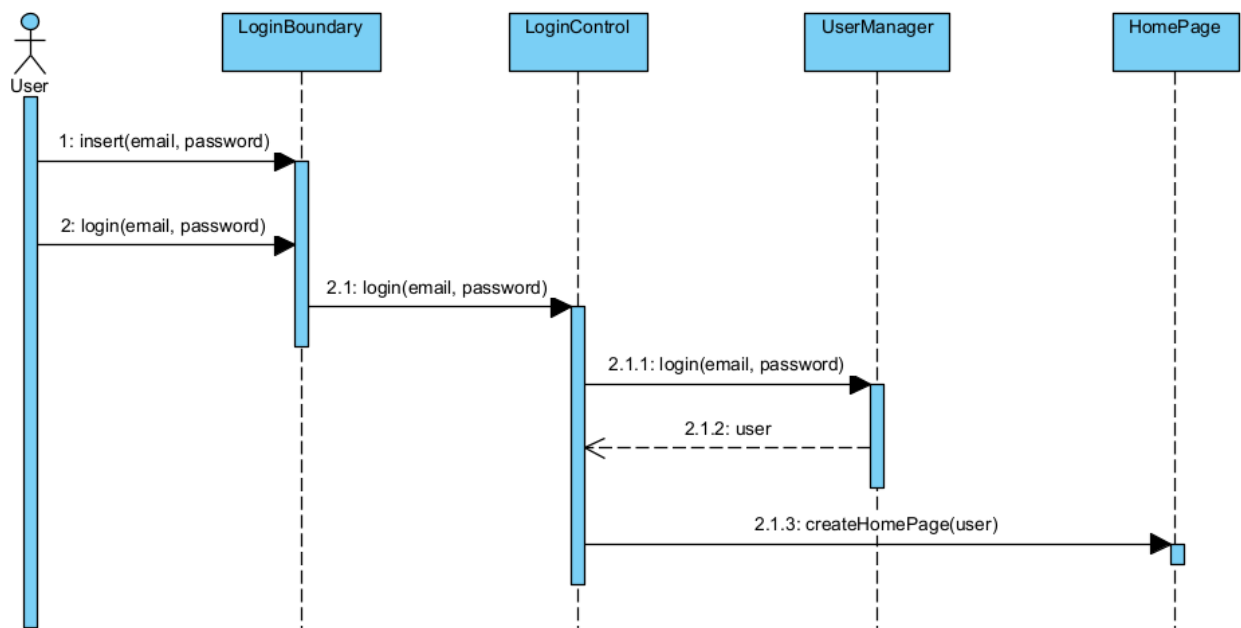 LoginBoundary
LoginControl
UserManager
HomePage
User
1: insert(email, password)
2: login(email, password)
2.1: login(email, password)
2.1.1: login(email, password)
2.1.2: user
2.1.3: createHomePage(user)